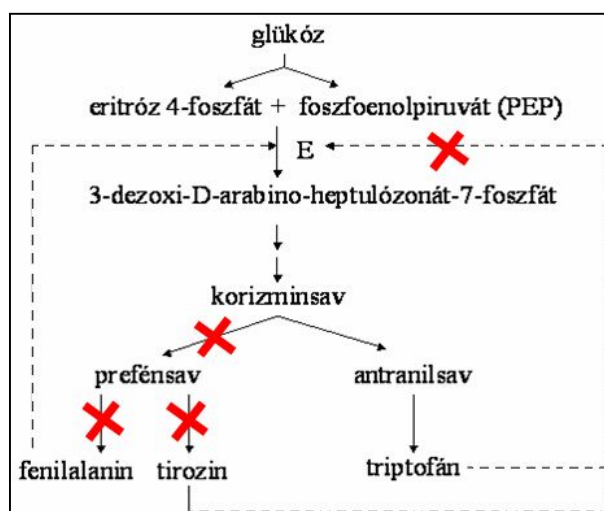 glükóz
eritróz 4-foszfát + foszfoenolpiruvát (PEP)
E
3-dezoxi-D-arabino-heptulózonát-7-foszfát
korizminsav
prefénsav antranilsav
fenilalanin tirozin triptofán